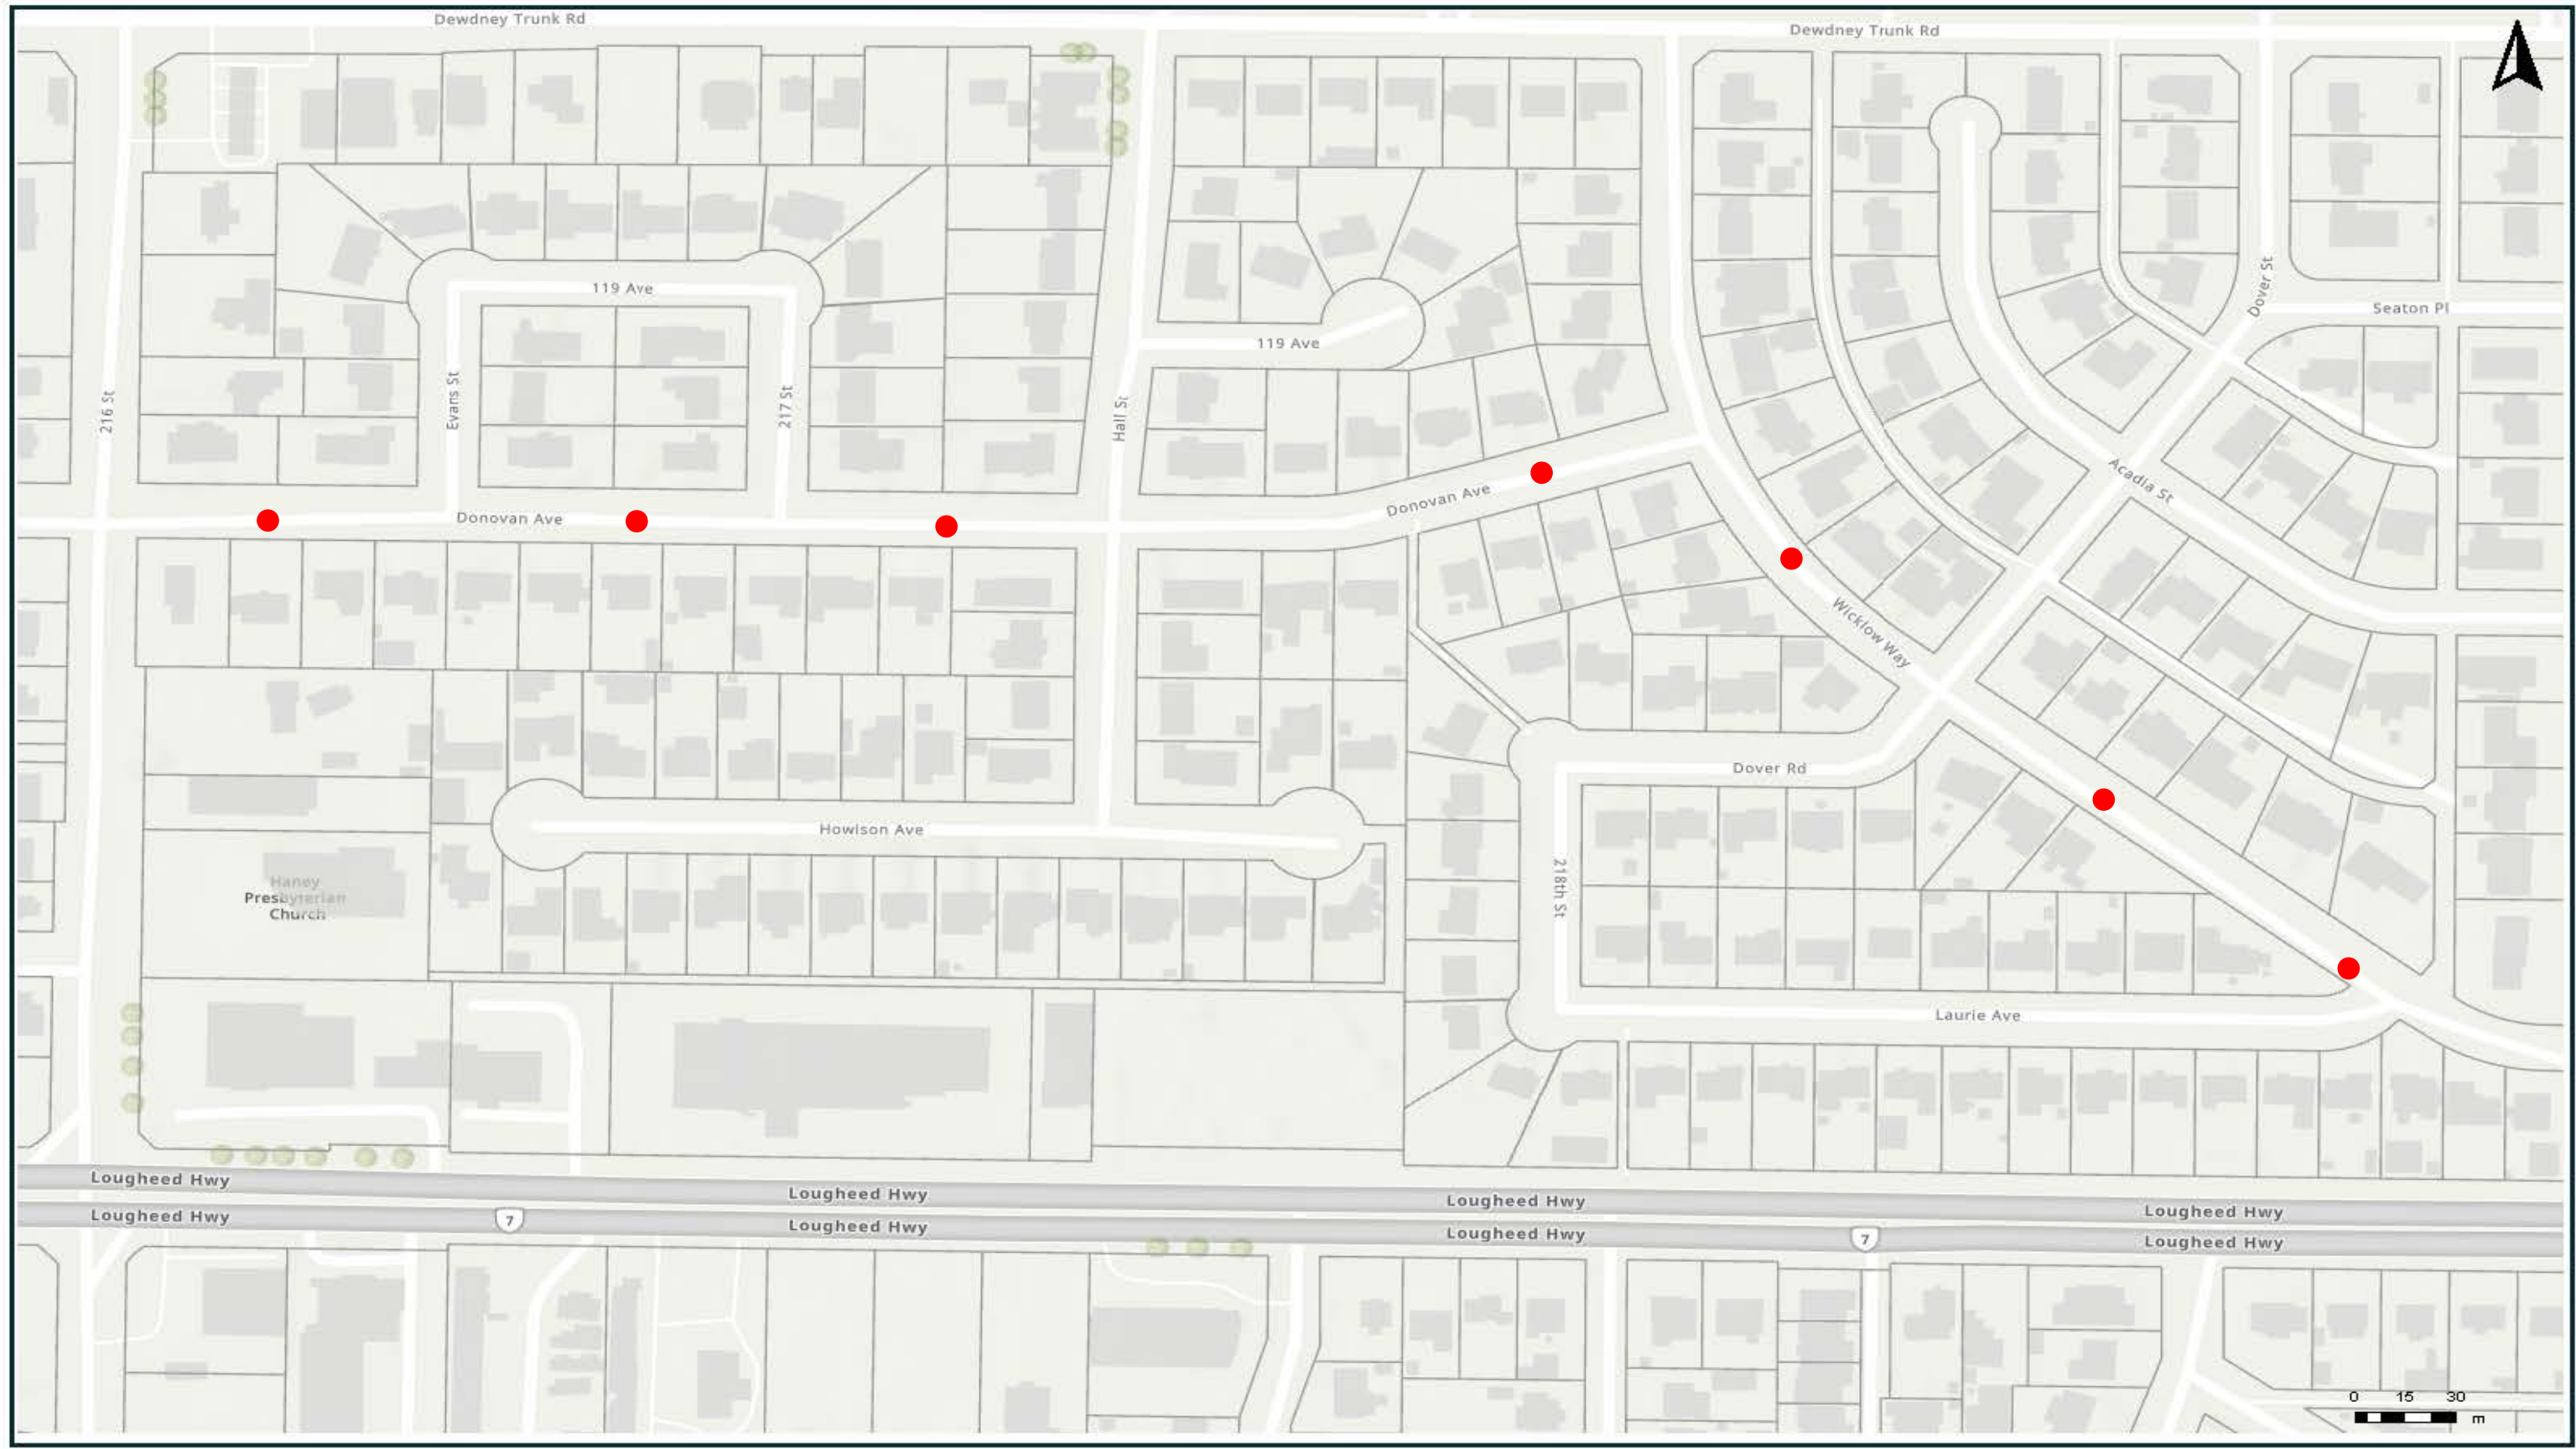 Dewdney Trunk Rd
Dewdney Trunk Rd
Dover St
Seaton Pl
119 Ave
119 Ave
216 St
Evans St
217 St
Hall St
Acadia St
Donovan Ave
Donovan Ave
Wicklow Way
Dover Rd
Howison Ave
218th St
Haney
Presbyterian
Church
Laurie Ave
Lougheed Hwy
Lougheed Hwy
Lougheed Hwy
Lougheed Hwy
Lougheed Hwy
Lougheed Hwy
Lougheed Hwy
Lougheed Hwy
7
7
0 15 30
m